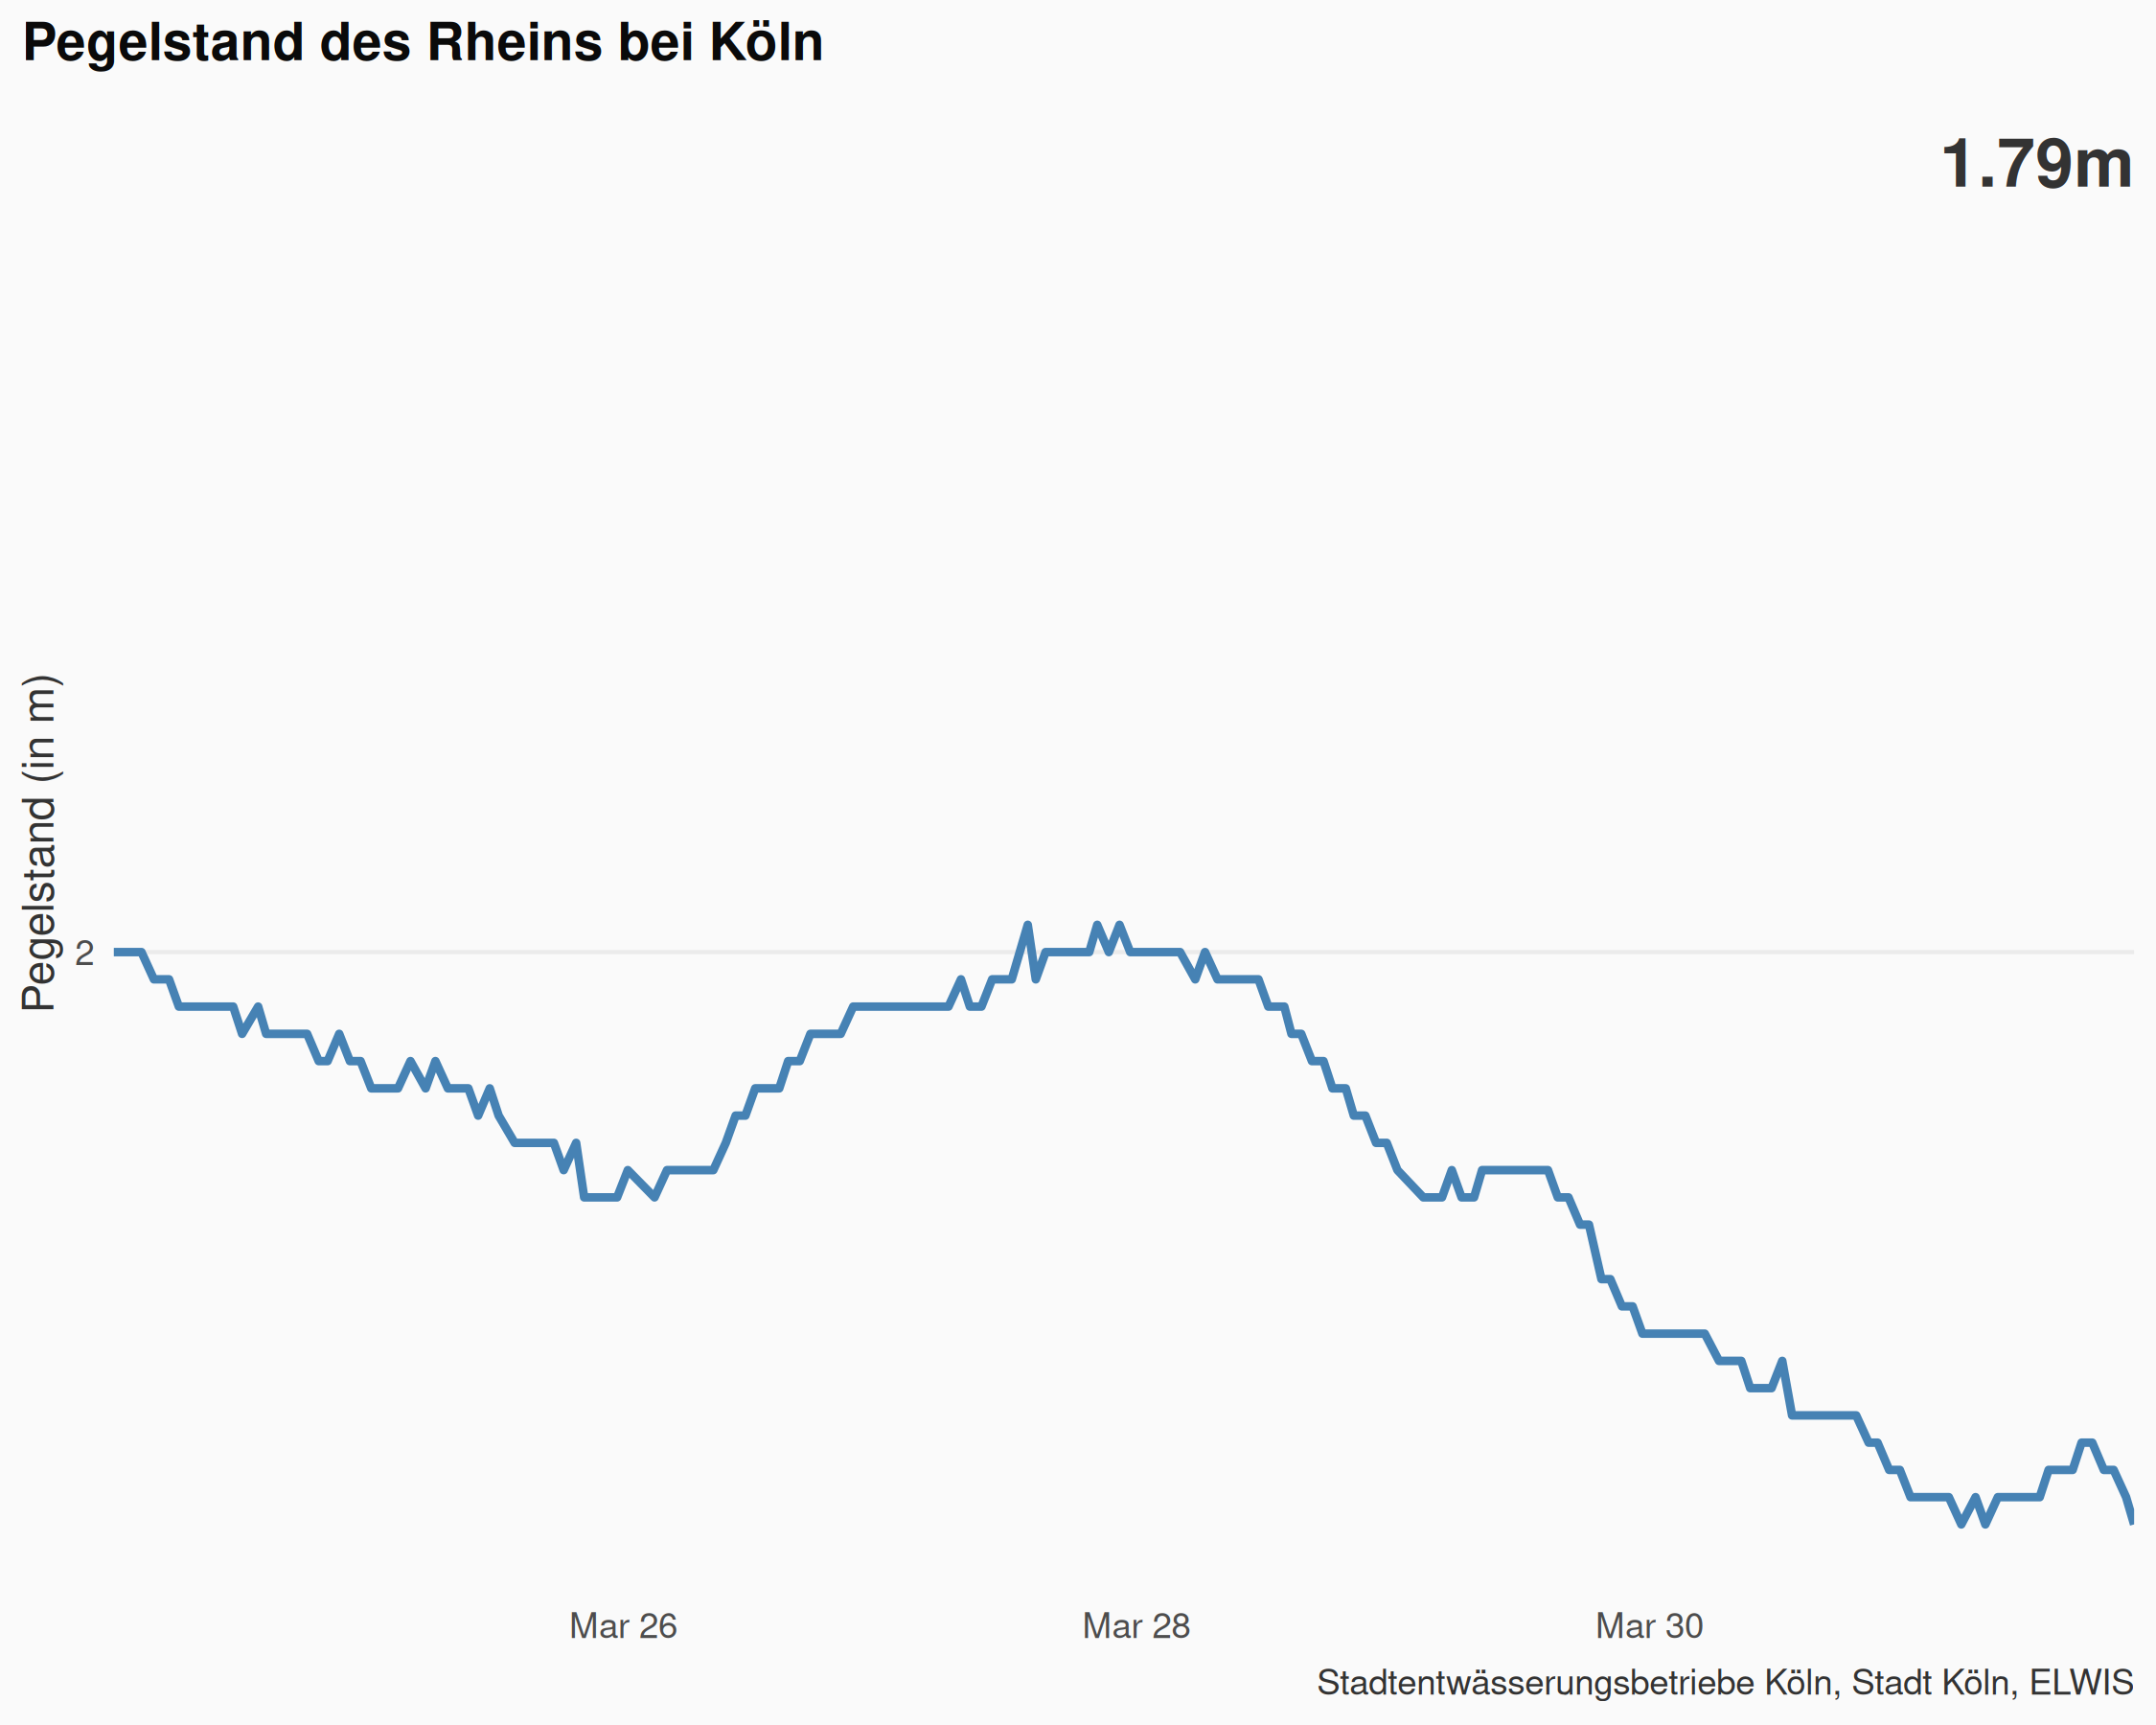 Pegelstand des Rheins bei Köln
1.79m
Pegelstand (in m)
2
Mar 26
Mar 28
Mar 30
Stadtentwässerungsbetriebe Köln, Stadt Köln, ELWIS